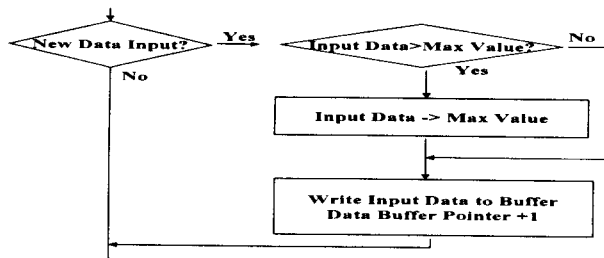 New Data Input?
Yes
Input Data>Max Value?
No
No
Yes
Input Data -> Max Value
Write Input Data to Buffer
Data Buffer Pointer +1